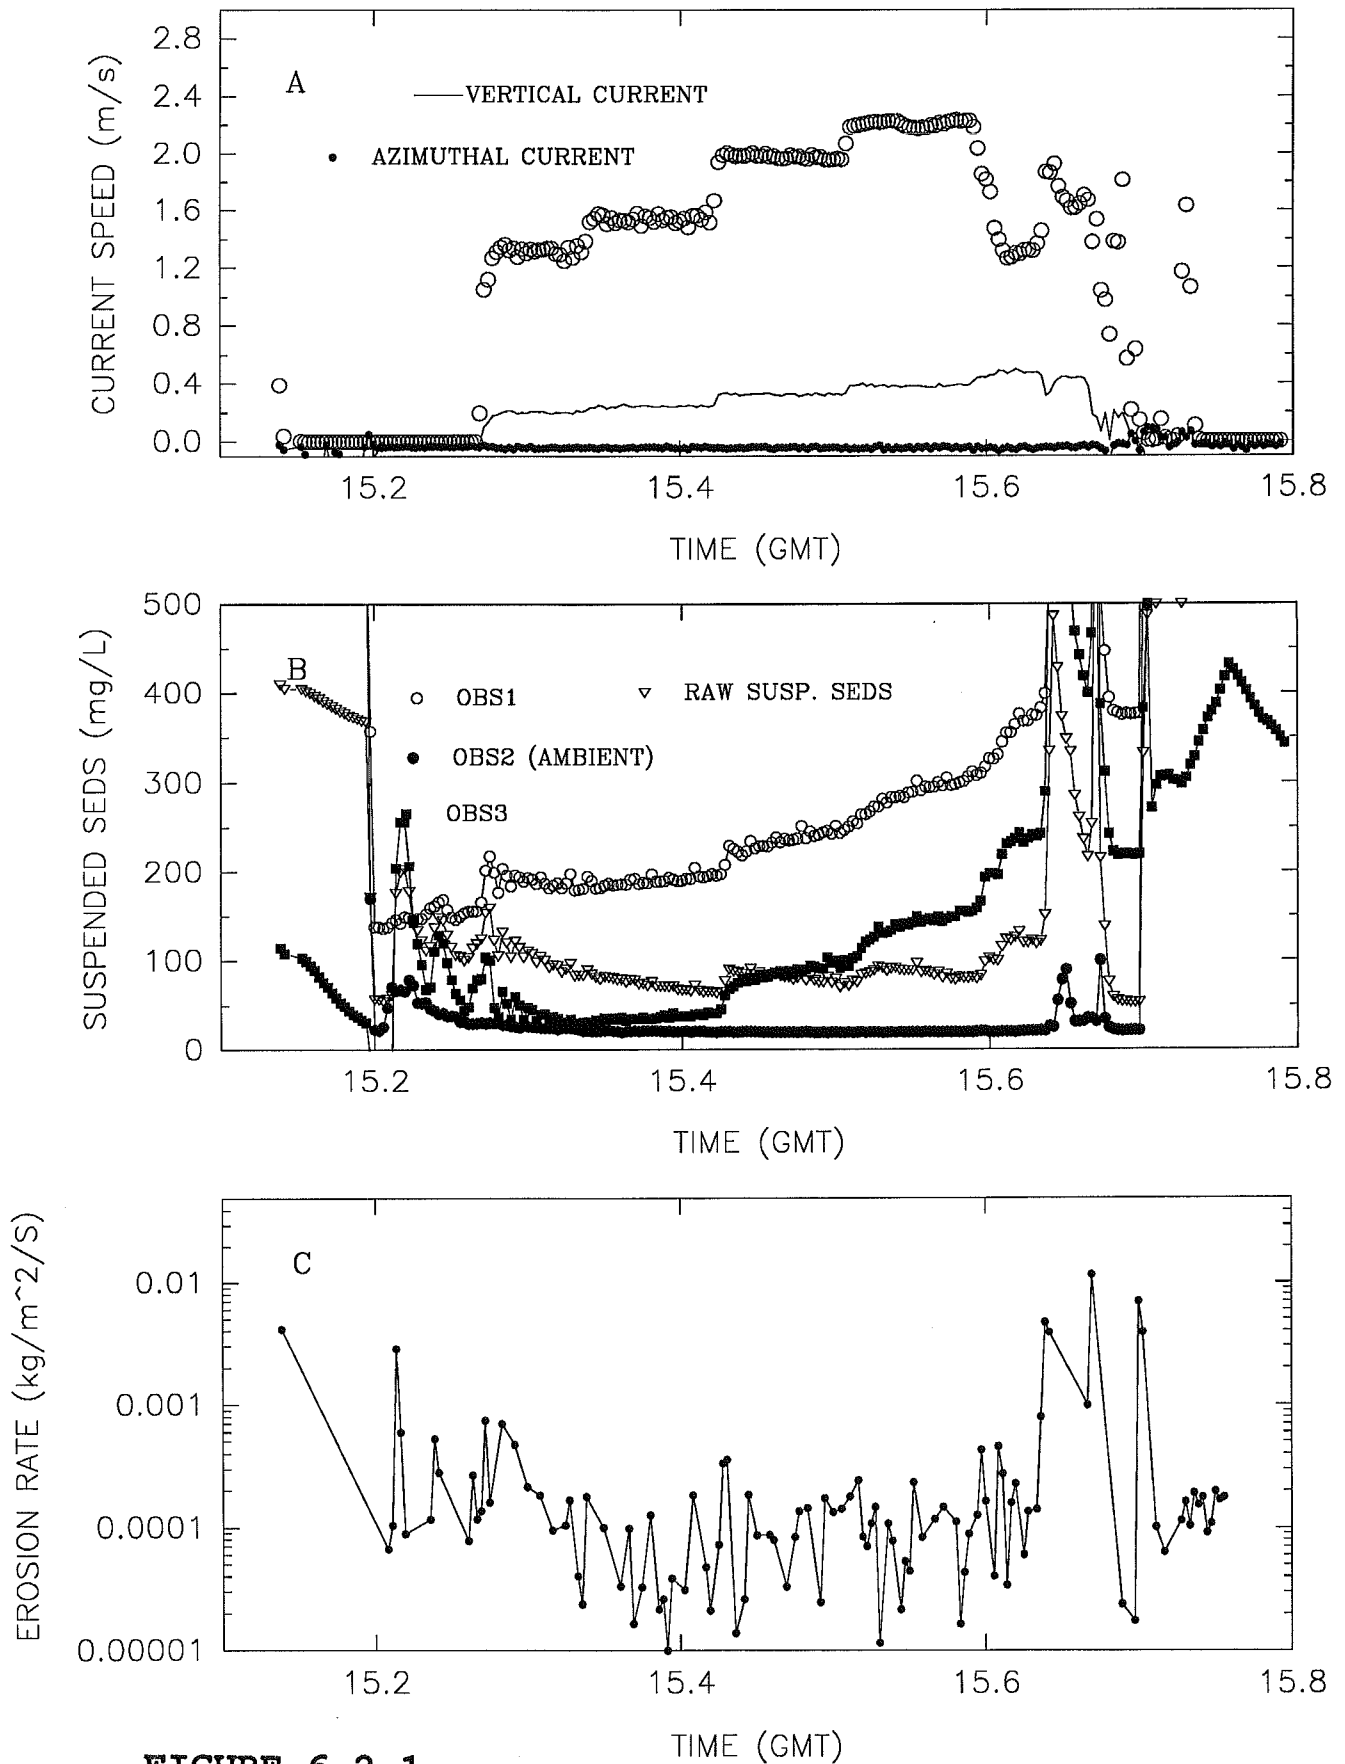 2.8
2.4
2.0
1.6
1.2
0.8
0.4
0.0
CURRENT SPEED (m/s)
A
VERTICAL CURRENT
AZIMUTHAL CURRENT
15.2
15.4
15.6
15.8
TIME (GMT)
500
400
300
200
100
0
SUSPENDED SEDS (mg/L)
B
OBS1
RAW SUSP. SEDS
OBS2 (AMBIENT)
OBS3
15.2
15.4
15.6
15.8
TIME (GMT)
0.01
0.001
0.0001
0.00001
EROSION RATE (kg/m^2/S)
C
15.2
15.4
15.6
15.8
TIME (GMT)
FIGURE 6.2.1